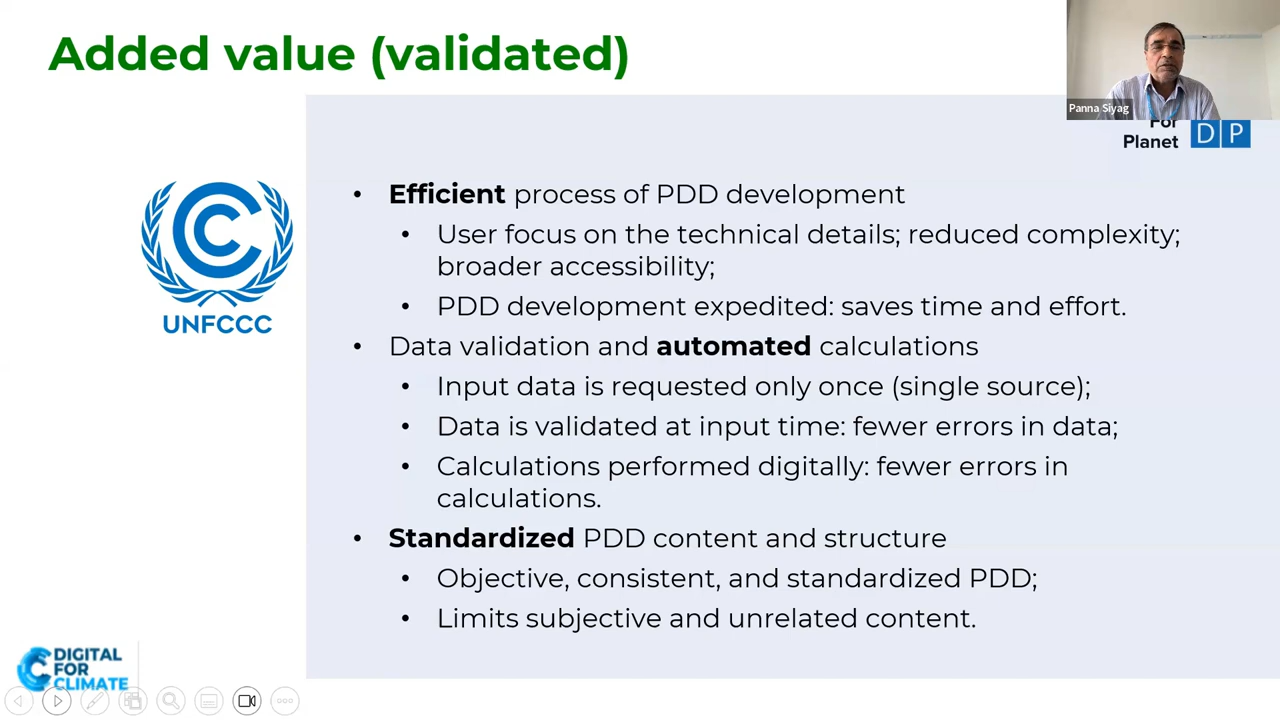 Added value (validated)
Panna Siyag
For
Planet
D P
UNFCCC
• Efficient process of PDD development
• User focus on the technical details; reduced complexity;
broader accessibility;
• PDD development expedited: saves time and effort.
• Data validation and automated calculations
• Input data is requested only once (single source);
• Data is validated at input time: fewer errors in data;
• Calculations performed digitally: fewer errors in
calculations.
• Standardized PDD content and structure
• Objective, consistent, and standardized PDD;
• Limits subjective and unrelated content.
DIGITAL
FOR
CLIMATE